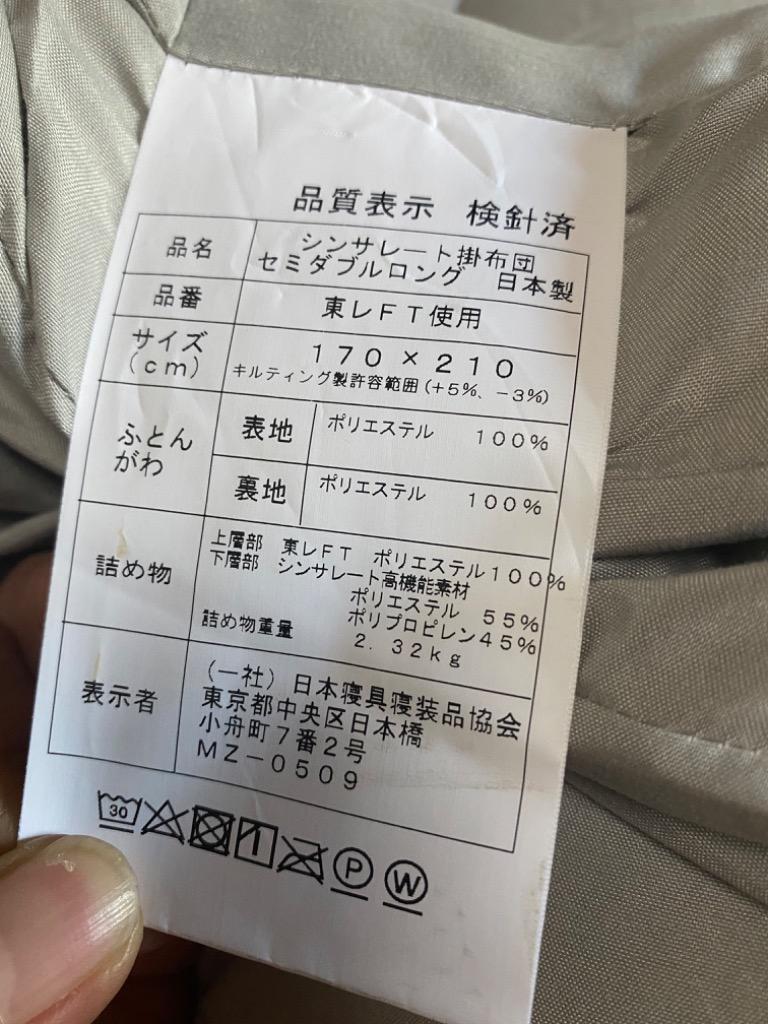 品質表示 検針済
品名 シンサレート掛布団
セミダブルロング 日本製
品番 東レFT使用
サイズ
(cm) 170×210
キルティング製許容範囲(+5%、-3%)
ふとん
がわ 表地 ポリエステル 100%
裏地 ポリエステル 100%
詰め物 上層部 東レFT ポリエステル100%
下層部 シンサレート高機能素材
ポリエステル 55%
ポリプロピレン45%
詰め物重量 2.32kg
表示者 (一社)日本寝具寝装品協会
東京都中央区日本橋
小舟町7番2号
MZ-0509
30 P W